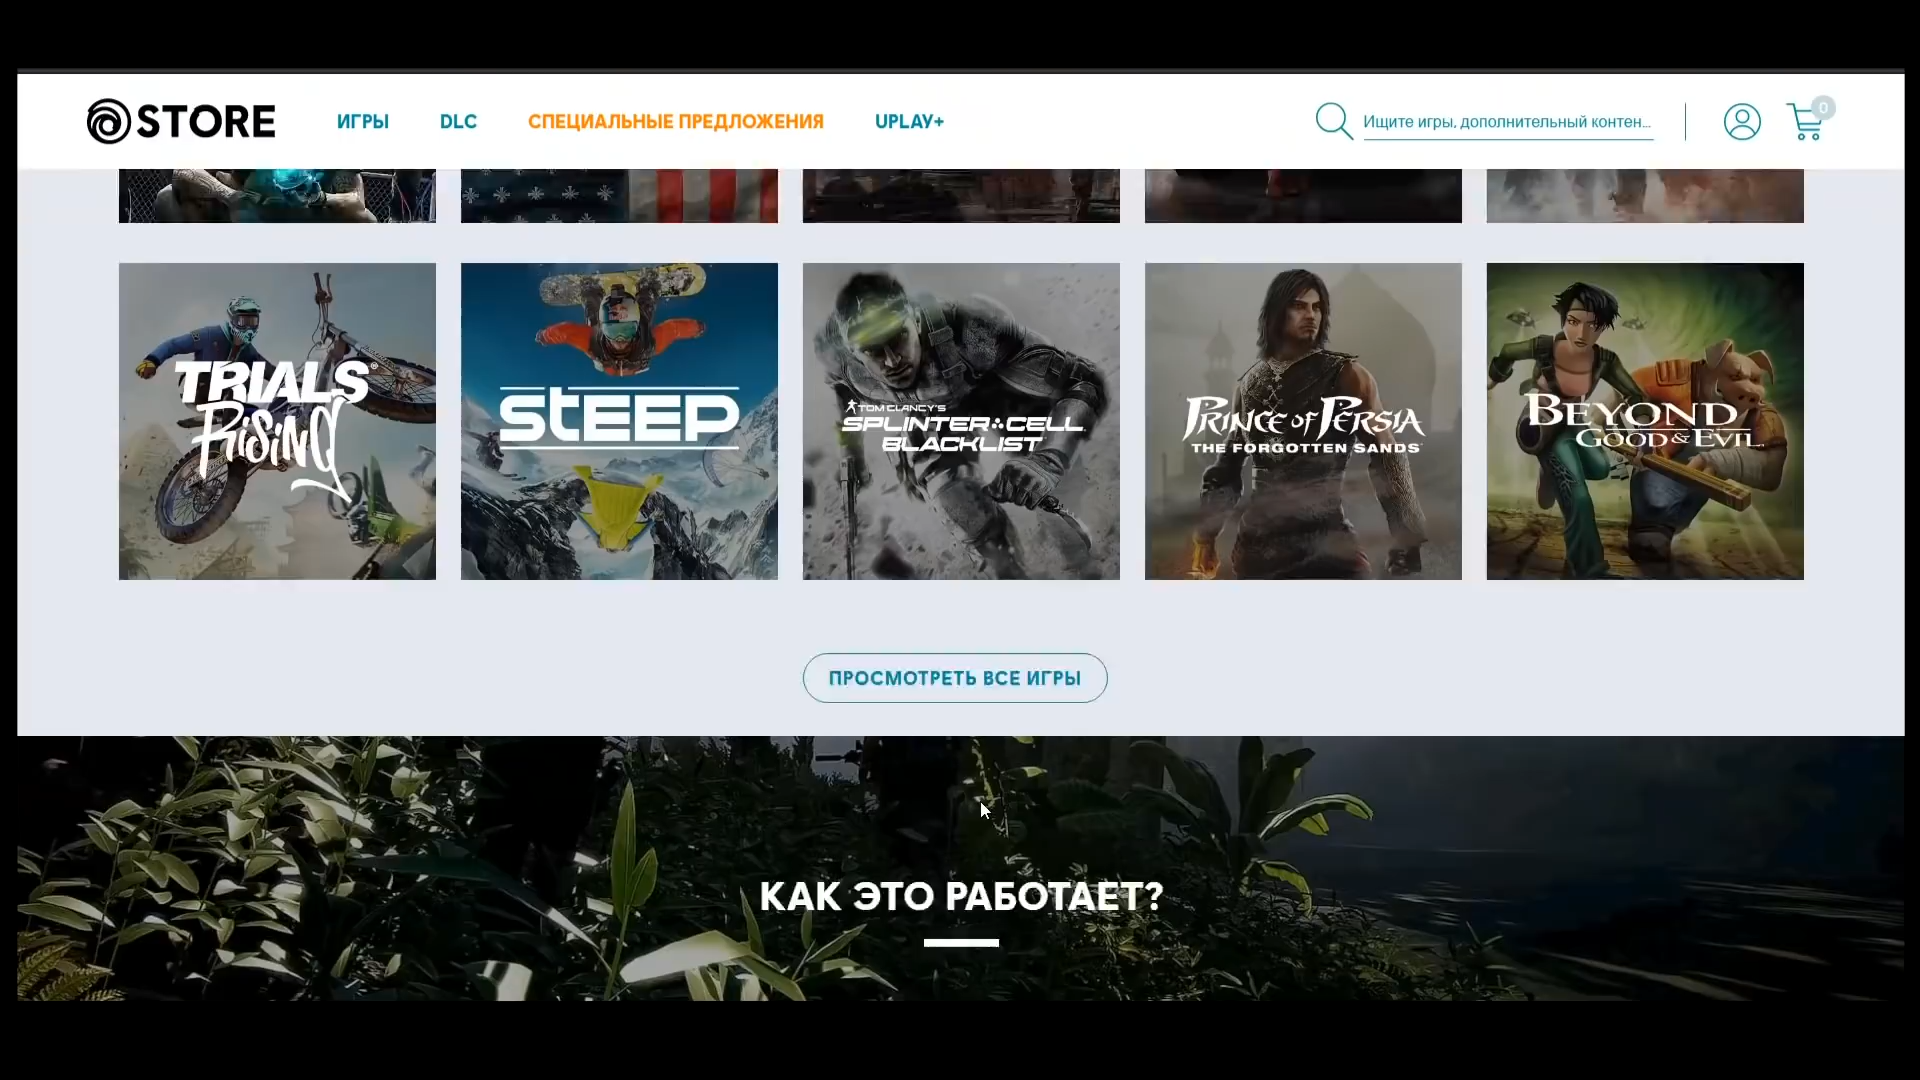 STORE
ИГРЫ
DLC
СПЕЦИАЛЬНЫЕ ПРЕДЛОЖЕНИЯ
UPLAY+
Ищите игры, дополнительный контен...
0
TRIALS®
RISING
STEEP
TOM CLANCY'S
SPLINTER CELL
BLACKLIST
PRINCE OF PERSIA
THE FORGOTTEN SANDS
BEYOND
GOOD & EVIL
ПРОСМОТРЕТЬ ВСЕ ИГРЫ
КАК ЭТО РАБОТАЕТ?